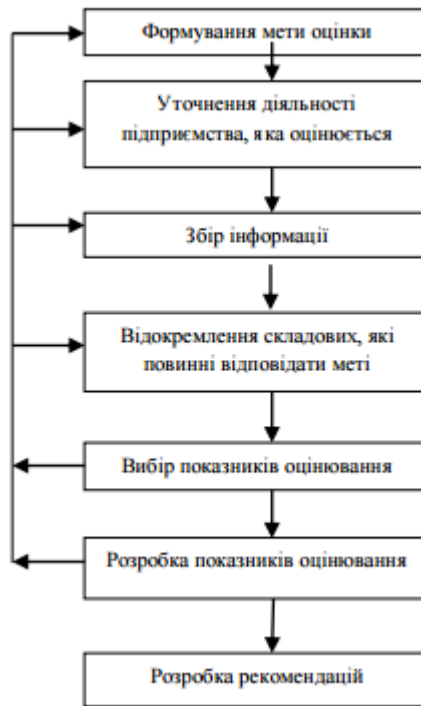 Формування мети оцінки
Уточнення діяльності
підприємства, яка оцінюється
Збір інформації
Відокремлення складових, які
повинні відповідати меті
Вибір показників оцінювання
Розробка показників оцінювання
Розробка рекомендацій